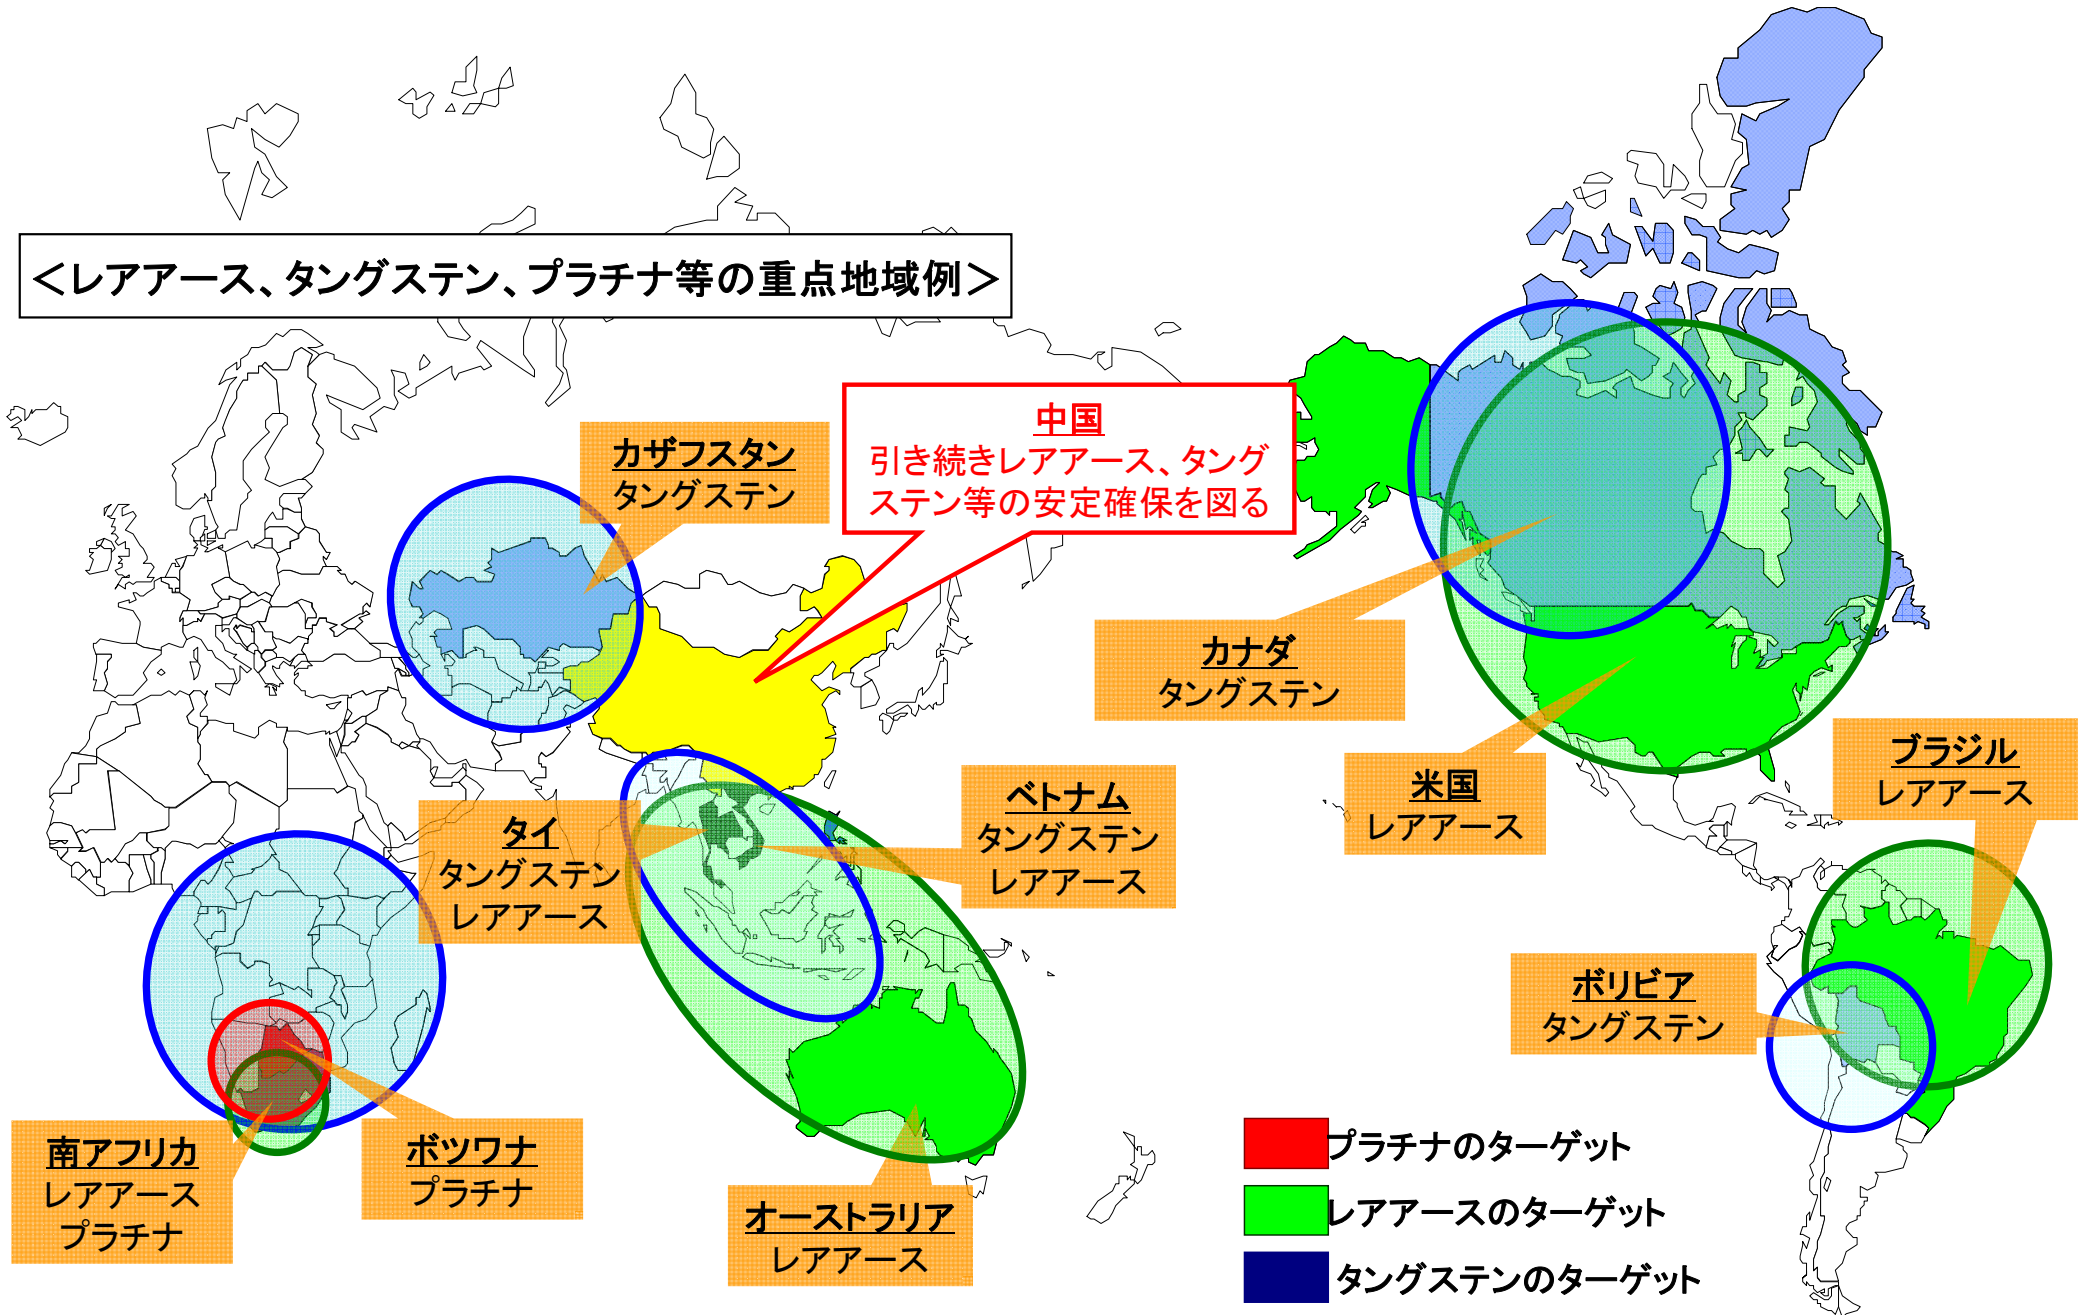 ＜レアアース、タングステン、プラチナ等の重点地域例＞
カザフスタン
タングステン
中国
引き続きレアアース、タング
ステン等の安定確保を図る
カナダ
タングステン
米国
レアアース
ブラジル
レアアース
タイ
タングステン
レアアース
ベトナム
タングステン
レアアース
ボリビア
タングステン
南アフリカ
レアアース
プラチナ
ボツワナ
プラチナ
オーストラリア
レアアース
プラチナのターゲット
レアアースのターゲット
タングステンのターゲット